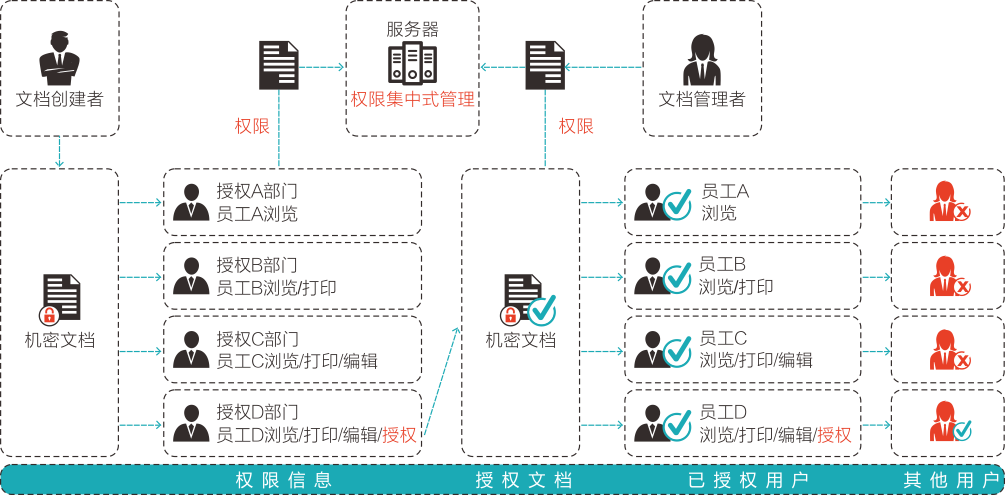 服务器
文档创建者
权限集中式管理
文档管理者
权限
权限
授权A部门
员工A浏览
员工A
浏览
授权B部门
员工B浏览/打印
员工B
浏览/打印
机密文档
机密文档
授权C部门
员工C浏览/打印/编辑
员工C
浏览/打印/编辑
授权D部门
员工D浏览/打印/编辑/授权
员工D
浏览/打印/编辑/授权
权限信息
授权文档
已授权用户
其他用户